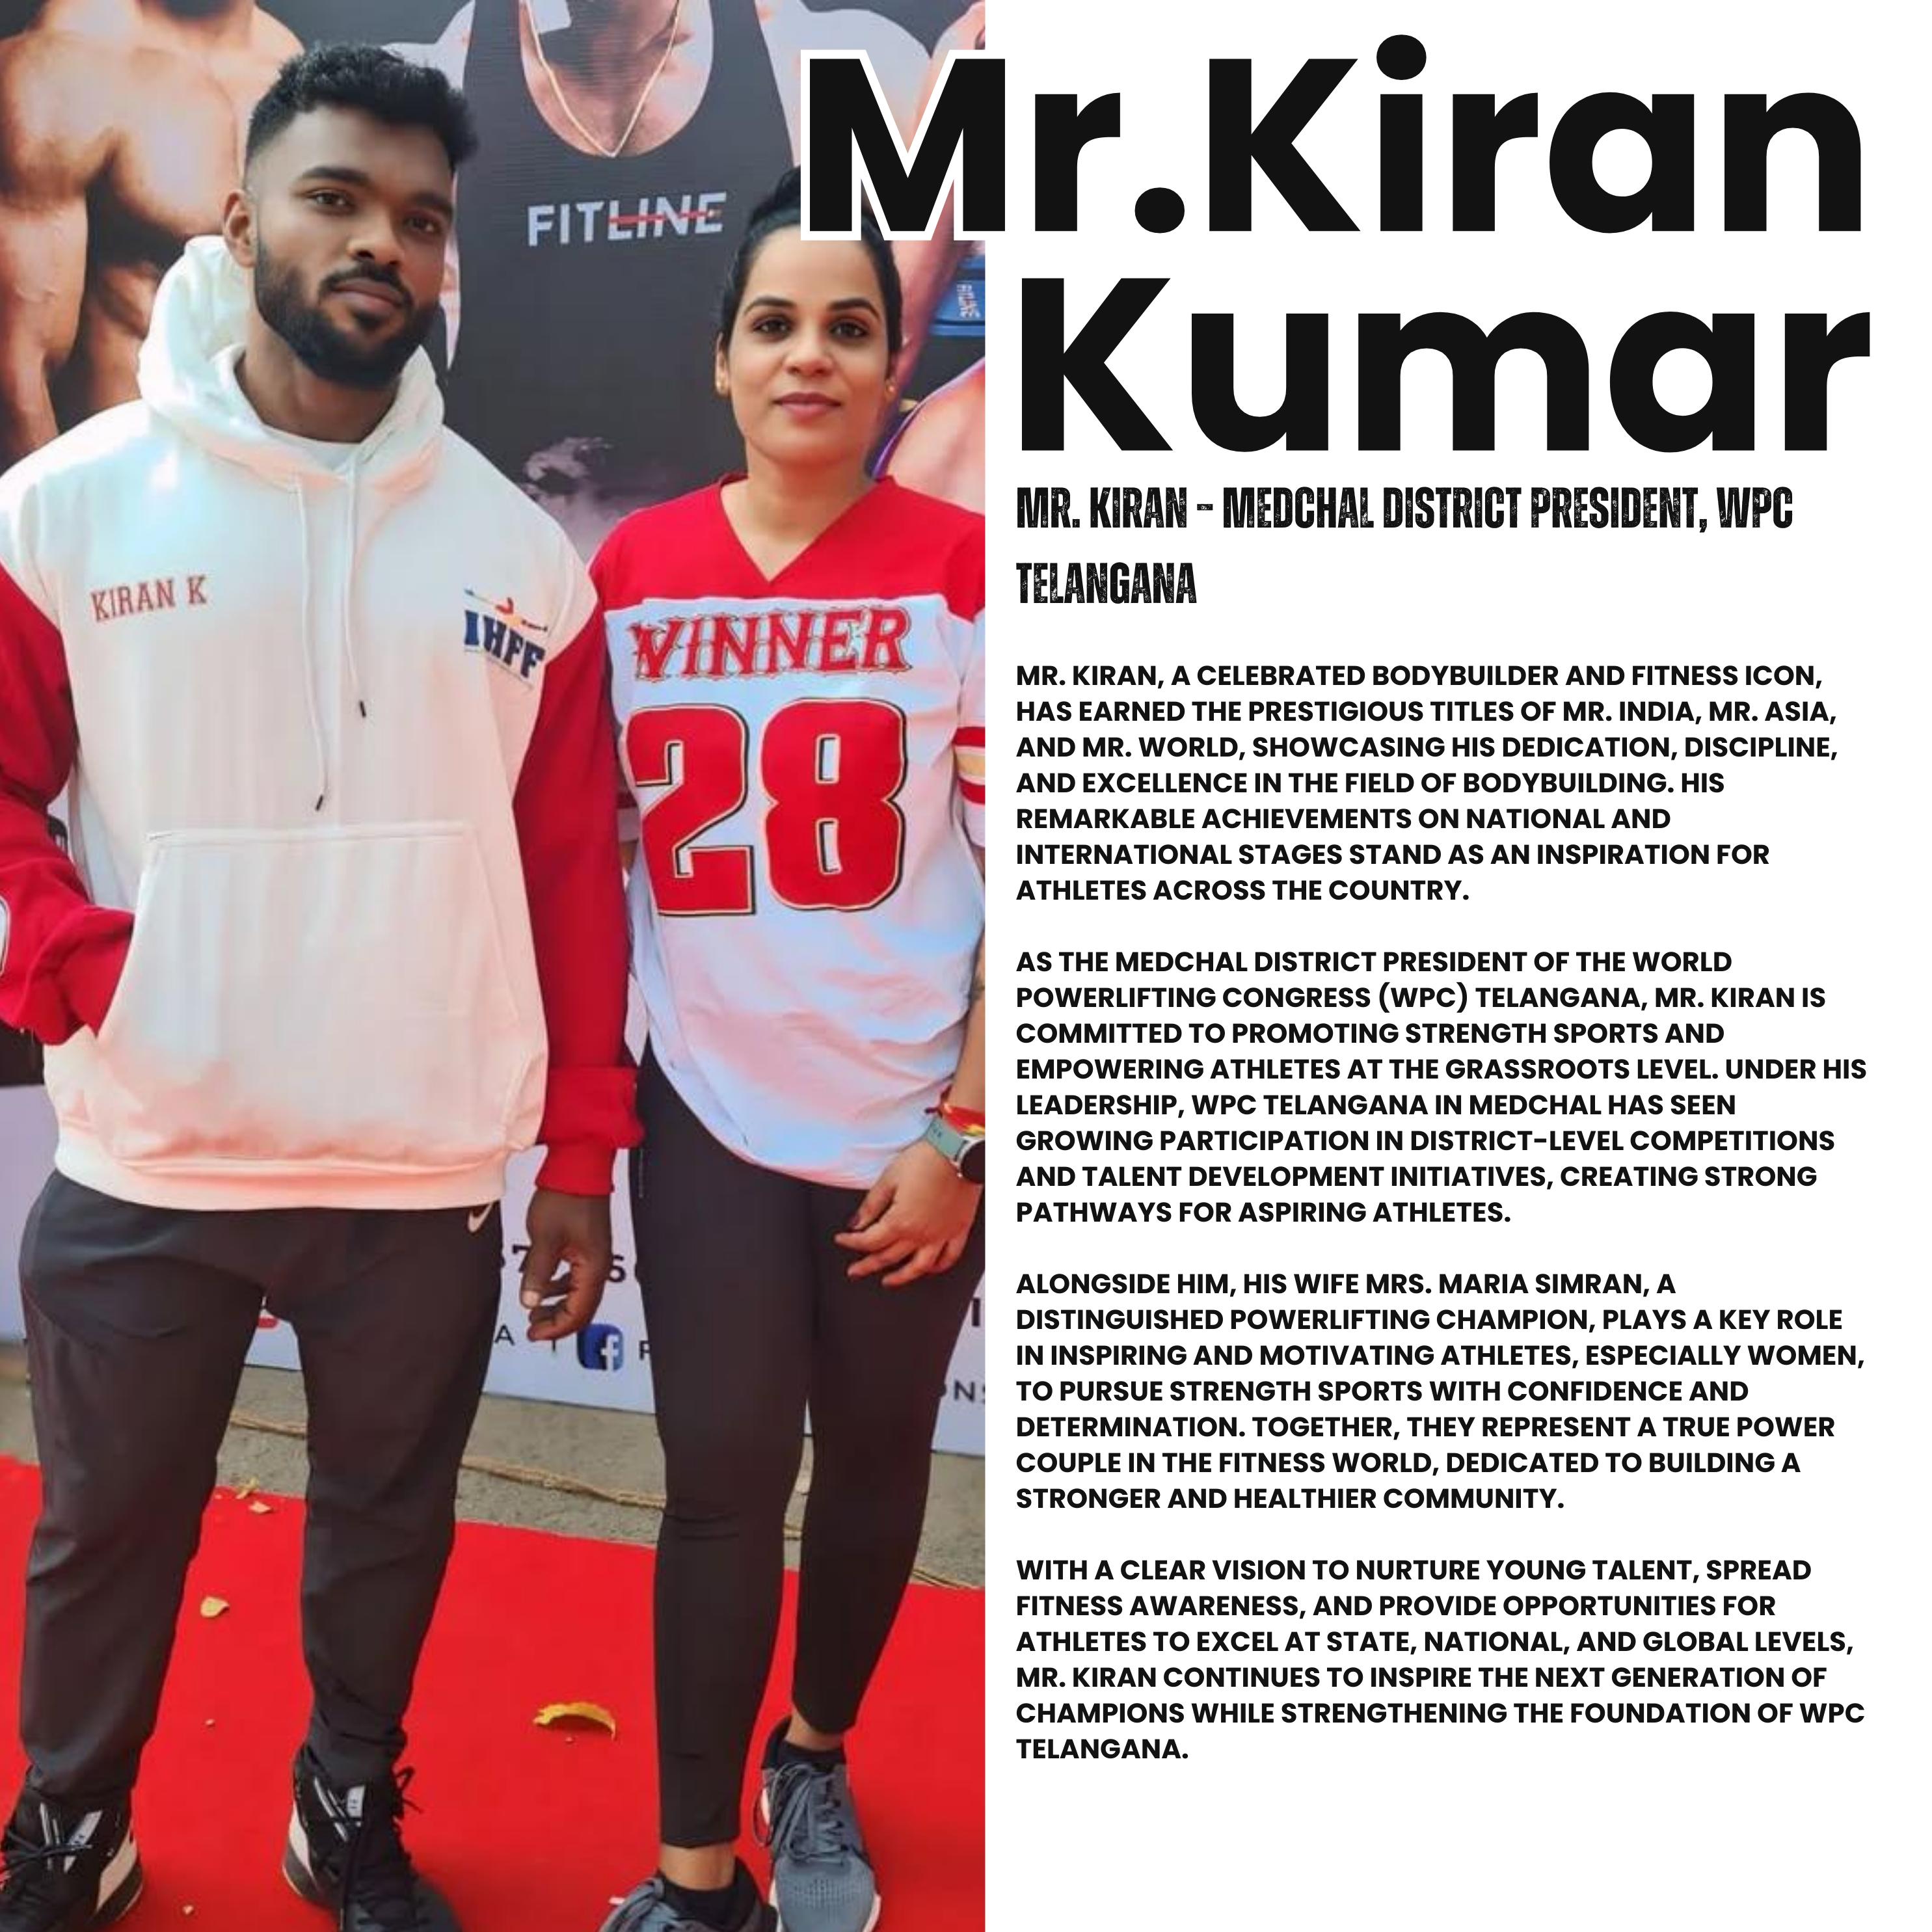 Mr.Kiran
Kumar
MR. KIRAN - MEDCHAL DISTRICT PRESIDENT, WPC
TELANGANA
MR. KIRAN, A CELEBRATED BODYBUILDER AND FITNESS ICON,
HAS EARNED THE PRESTIGIOUS TITLES OF MR. INDIA, MR. ASIA,
AND MR. WORLD, SHOWCASING HIS DEDICATION, DISCIPLINE,
AND EXCELLENCE IN THE FIELD OF BODYBUILDING. HIS
REMARKABLE ACHIEVEMENTS ON NATIONAL AND
INTERNATIONAL STAGES STAND AS AN INSPIRATION FOR
ATHLETES ACROSS THE COUNTRY.
AS THE MEDCHAL DISTRICT PRESIDENT OF THE WORLD
POWERLIFTING CONGRESS (WPC) TELANGANA, MR. KIRAN IS
COMMITTED TO PROMOTING STRENGTH SPORTS AND
EMPOWERING ATHLETES AT THE GRASSROOTS LEVEL. UNDER HIS
LEADERSHIP, WPC TELANGANA IN MEDCHAL HAS SEEN
GROWING PARTICIPATION IN DISTRICT-LEVEL COMPETITIONS
AND TALENT DEVELOPMENT INITIATIVES, CREATING STRONG
PATHWAYS FOR ASPIRING ATHLETES.
ALONGSIDE HIM, HIS WIFE MRS. MARIA SIMRAN, A
DISTINGUISHED POWERLIFTING CHAMPION, PLAYS A KEY ROLE
IN INSPIRING AND MOTIVATING ATHLETES, ESPECIALLY WOMEN,
TO PURSUE STRENGTH SPORTS WITH CONFIDENCE AND
DETERMINATION. TOGETHER, THEY REPRESENT A TRUE POWER
COUPLE IN THE FITNESS WORLD, DEDICATED TO BUILDING A
STRONGER AND HEALTHIER COMMUNITY.
WITH A CLEAR VISION TO NURTURE YOUNG TALENT, SPREAD
FITNESS AWARENESS, AND PROVIDE OPPORTUNITIES FOR
ATHLETES TO EXCEL AT STATE, NATIONAL, AND GLOBAL LEVELS,
MR. KIRAN CONTINUES TO INSPIRE THE NEXT GENERATION OF
CHAMPIONS WHILE STRENGTHENING THE FOUNDATION OF WPC
TELANGANA.
FITLINE
KIRAN K
IHFF
WINNER
28